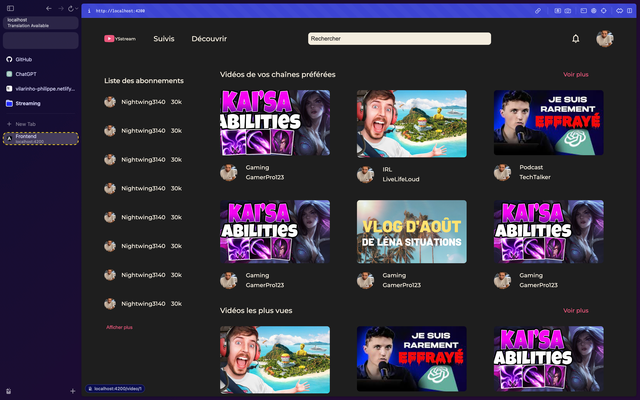 http://localhost:4200
localhost
Translation Available
GitHub
ChatGPT
vilarinho-philippe.netlify...
Streaming
New Tab
Frontend
localhost:4200
YSstream
Suivis
Découvrir
Rechercher
Liste des abonnements
Nightwing3140 30k
Nightwing3140 30k
Nightwing3140 30k
Nightwing3140 30k
Nightwing3140 30k
Nightwing3140 30k
Nightwing3140 30k
Nightwing3140 30k
Afficher plus
Vidéos de vos chaînes préférées
Voir plus
KAI'SA
ABILITIES
JE SUIS
RAREMENT
EFFRAYÉ
Gaming
GamerPro123
IRL
LiveLifeLoud
Podcast
TechTalker
KAI'SA
ABILITIES
VLOG D'AOÛT
DE LÉNA SITUATIONS
KAI'SA
ABILITIES
Gaming
GamerPro123
Gaming
GamerPro123
Gaming
GamerPro123
Vidéos les plus vues
Voir plus
JE SUIS
RAREMENT
EFFRAYÉ
KAI'SA
ABILITIES
localhost:4200/video/1